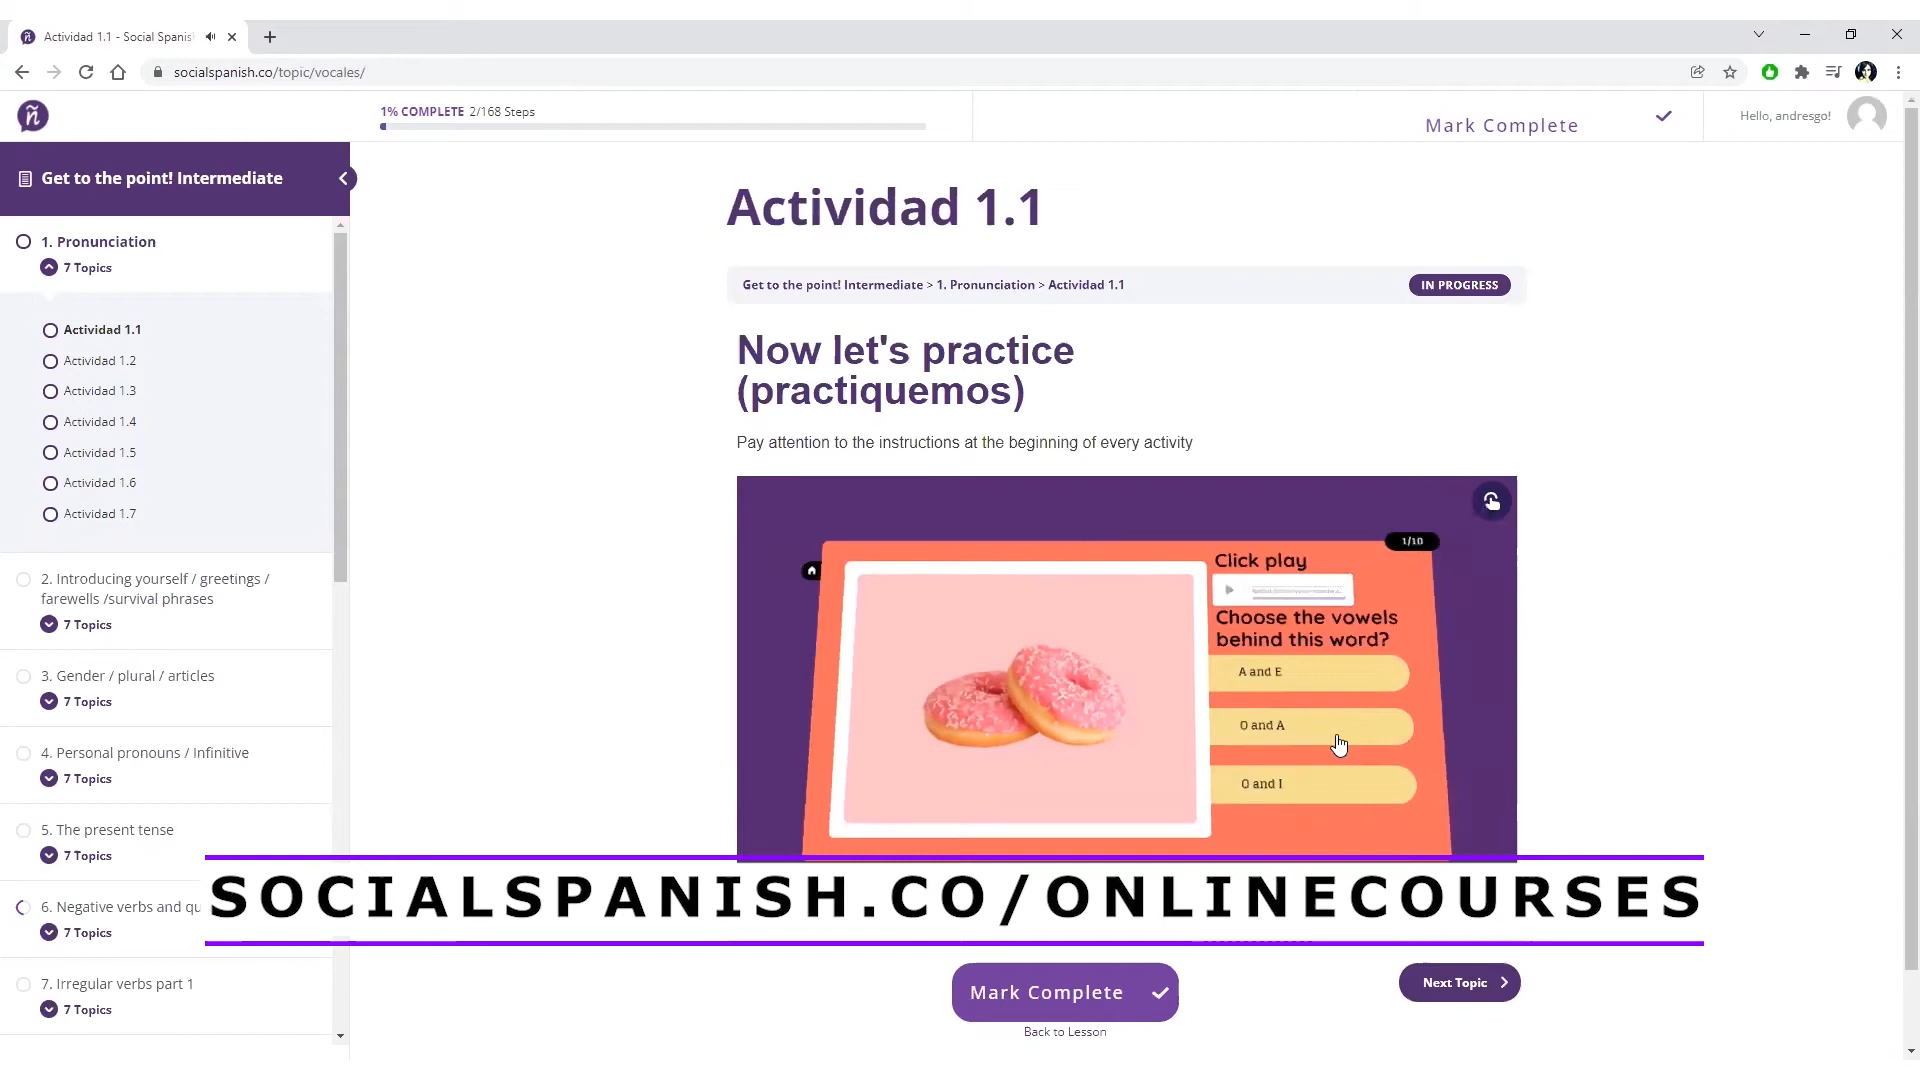 Actividad 1.1 - Social Spanis
socialspanish.co/topic/vocales/
ñ
1% COMPLETE 2/168 Steps
Mark Complete
Hello, andresgo!
Get to the point! Intermediate
1. Pronunciation
7 Topics
Actividad 1.1
Actividad 1.2
Actividad 1.3
Actividad 1.4
Actividad 1.5
Actividad 1.6
Actividad 1.7
2. Introducing yourself / greetings /
farewells /survival phrases
7 Topics
3. Gender / plural / articles
7 Topics
4. Personal pronouns / Infinitive
7 Topics
5. The present tense
7 Topics
6. Negative verbs and qu
7 Topics
7. Irregular verbs part 1
7 Topics
Actividad 1.1
Get to the point! Intermediate > 1. Pronunciation > Actividad 1.1
IN PROGRESS
Now let's practice
(practiquemos)
Pay attention to the instructions at the beginning of every activity
1/10
Click play
Choose the vowels
behind this word?
A and E
O and A
O and I
SOCIALSPANISH.CO/ONLINECOURSES
Mark Complete
Next Topic
Back to Lesson